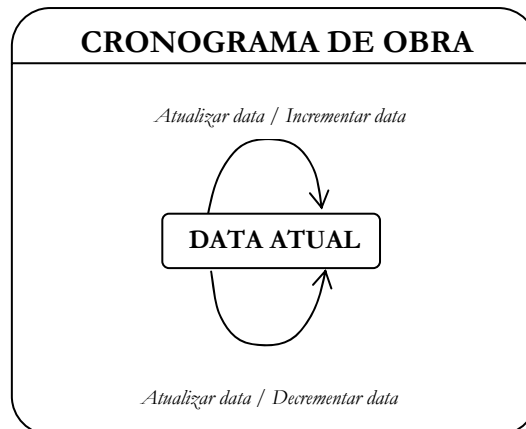 CRONOGRAMA DE OBRA
Atualizar data / Incrementar data
DATA ATUAL
Atualizar data / Decrementar data